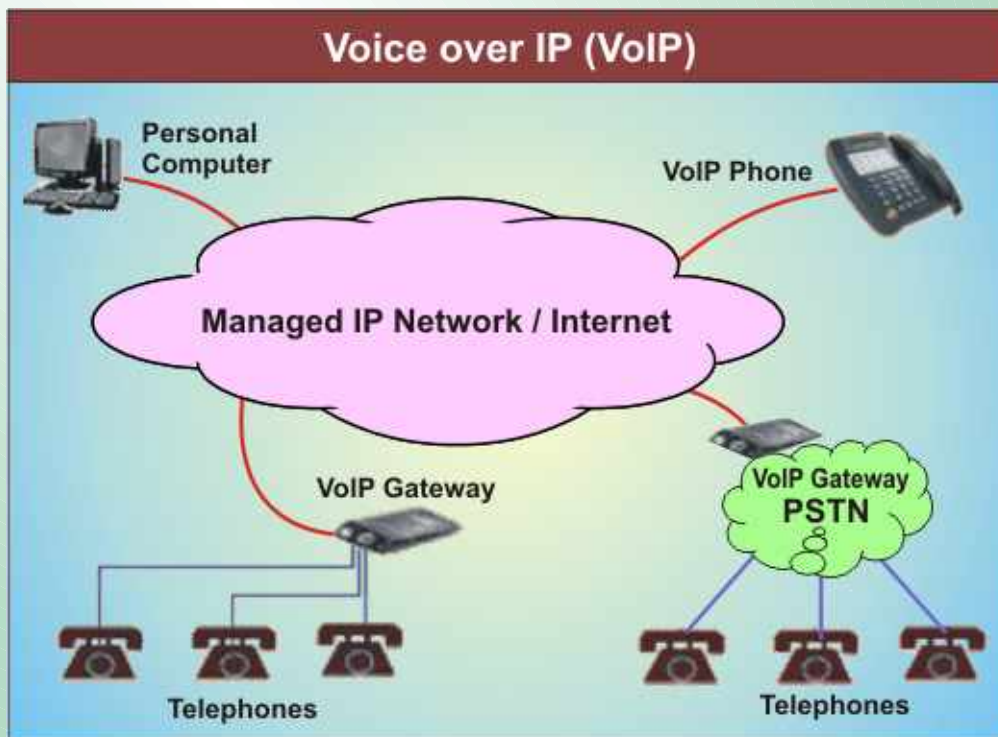 Voice over IP (VoIP)
Personal
Computer
VoIP Phone
Managed IP Network / Internet
VoIP Gateway
VoIP Gateway
PSTN
Telephones
Telephones